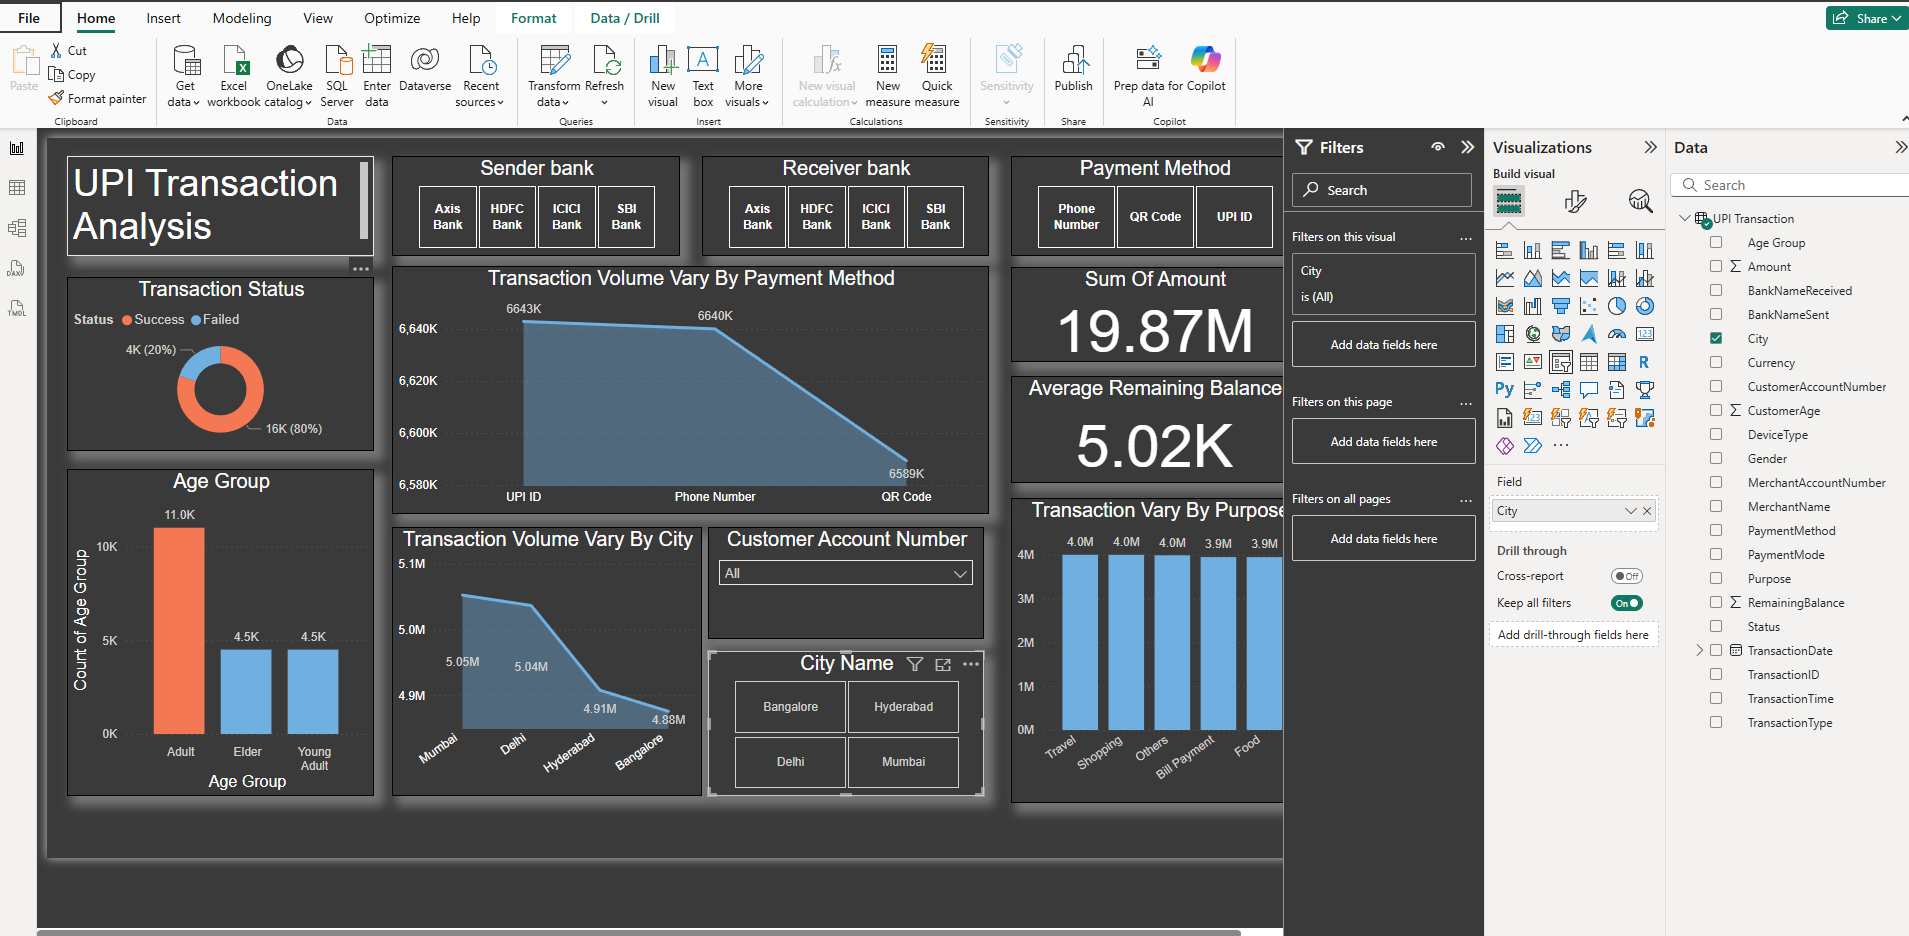 File
Home
Insert
Modeling
View
Optimize
Help
Format
Data / Drill
Share
Paste
Cut
Copy
Format painter
Clipboard
Get data
Excel workbook
OneLake catalog
SQL Server
Enter data
Dataverse
Recent sources
Data
Transform data
Refresh
Queries
New visual
Text box
More visuals
Insert
New visual calculation
New measure
Quick measure
Calculations
Sensitivity
Sensitivity
Publish
Share
Prep data for AI
Copilot
Copilot
DAX
TMDL
UPI Transaction
Analysis
Sender bank
Axis Bank
HDFC Bank
ICICI Bank
SBI Bank
Receiver bank
Axis Bank
HDFC Bank
ICICI Bank
SBI Bank
Payment Method
Phone Number
QR Code
UPI ID
Transaction Status
Status Success Failed
4K (20%)
16K (80%)
Transaction Volume Vary By Payment Method
6643K
6640K
6589K
6,640K
6,620K
6,600K
6,580K
UPI ID
Phone Number
QR Code
Sum Of Amount
19.87M
Average Remaining Balance
5.02K
Age Group
11.0K
4.5K
4.5K
10K
5K
0K
Count of Age Group
Adult
Elder
Young Adult
Age Group
Transaction Volume Vary By City
5.1M
5.0M
4.9M
5.05M
5.04M
4.91M
4.88M
Mumbai
Delhi
Hyderabad
Bangalore
Customer Account Number
All
City Name
Bangalore
Hyderabad
Delhi
Mumbai
Transaction Vary By Purpose
4.0M
4.0M
4.0M
3.9M
3.9M
4M
3M
2M
1M
0M
Travel
Shopping
Others
Bill Payment
Food
Filters
Search
Filters on this visual
City
is (All)
Add data fields here
Filters on this page
Add data fields here
Filters on all pages
Add data fields here
Visualizations
Build visual
123
R
Py
123
Field
City
Drill through
Cross-report
Off
Keep all filters
On
Add drill-through fields here
Data
Search
UPI Transaction
Age Group
Amount
BankNameReceived
BankNameSent
City
Currency
CustomerAccountNumber
CustomerAge
DeviceType
Gender
MerchantAccountNumber
MerchantName
PaymentMethod
PaymentMode
Purpose
RemainingBalance
Status
TransactionDate
TransactionID
TransactionTime
TransactionType